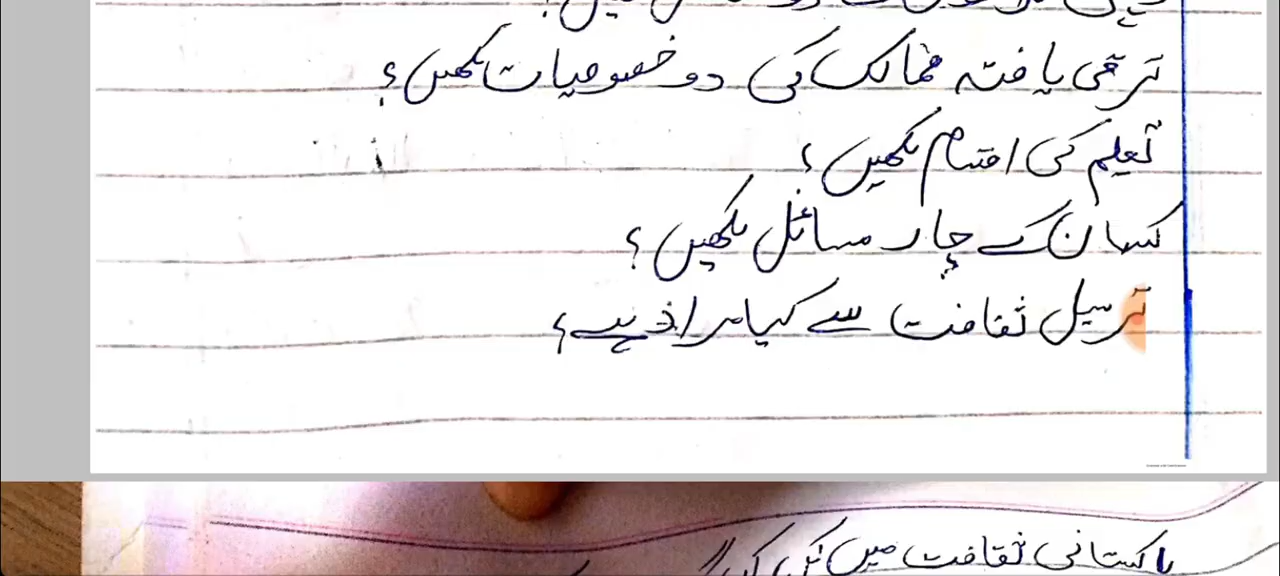 ترقی یافتہ ممالک کی دو خصوصیات لکھیں؟
تعلیم کی اقسام لکھیں؟
کسان کے چار مسائل لکھیں؟
ترسیل ثقافت سے کیا مراد ہے؟
پاکستانی ثقافت میں